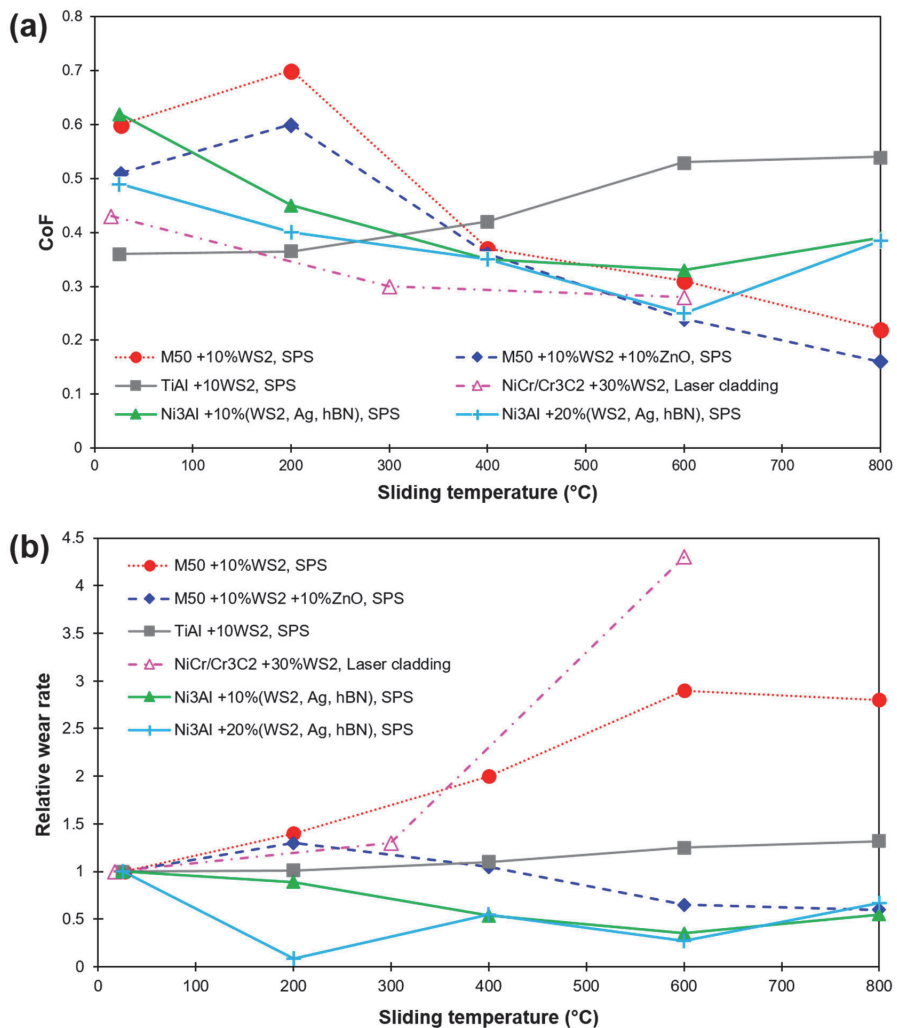 (a)
0.8
0.7
0.6
0.5
0.4
0.3
0.2
0.1
0
CoF
M50 +10%WS2, SPS
M50 +10%WS2 +10%ZnO, SPS
TiAl +10WS2, SPS
NiCr/Cr3C2 +30%WS2, Laser cladding
Ni3Al +10%(WS2, Ag, hBN), SPS
Ni3Al +20%(WS2, Ag, hBN), SPS
0 100 200 300 400 500 600 700 800
Sliding temperature (°C)
(b)
4.5
4
3.5
3
2.5
2
1.5
1
0.5
0
Relative wear rate
M50 +10%WS2, SPS
M50 +10%WS2 +10%ZnO, SPS
TiAl +10WS2, SPS
NiCr/Cr3C2 +30%WS2, Laser cladding
Ni3Al +10%(WS2, Ag, hBN), SPS
Ni3Al +20%(WS2, Ag, hBN), SPS
0 100 200 300 400 500 600 700 800
Sliding temperature (°C)